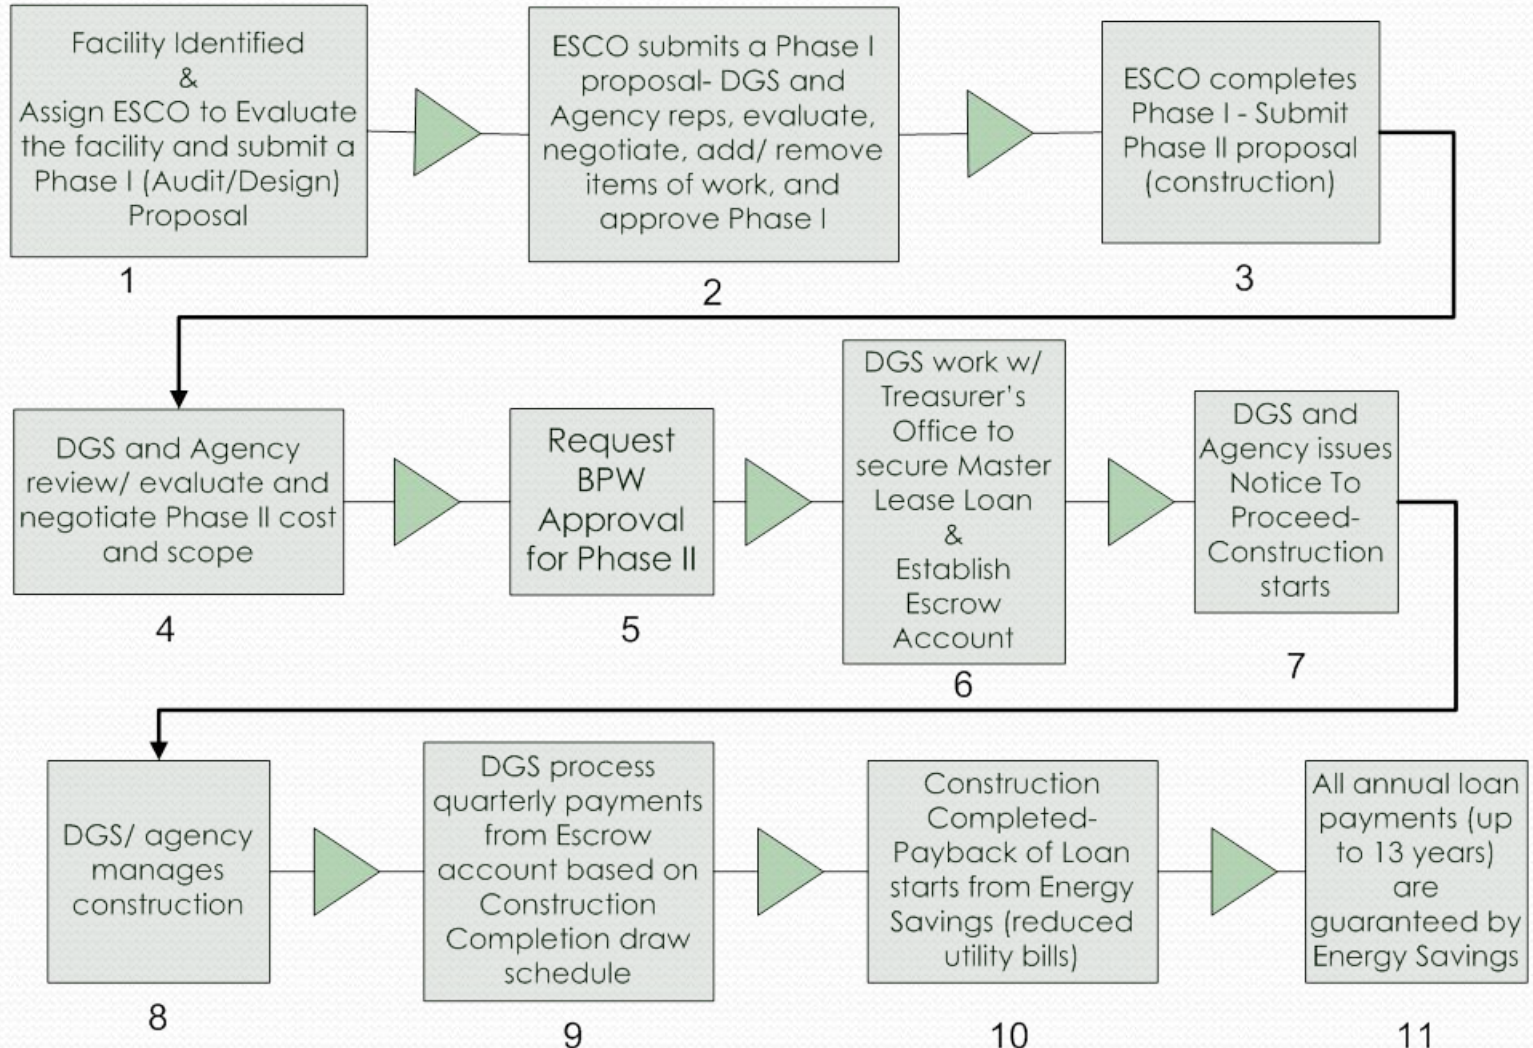 Facility Identified
&
Assign ESCO to Evaluate
the facility and submit a
Phase I (Audit/Design)
Proposal
1
ESCO submits a Phase I
proposal- DGS and
Agency reps, evaluate,
negotiate, add/ remove
items of work, and
approve Phase I
2
ESCO completes
Phase I - Submit
Phase II proposal
(construction)
3
DGS and Agency
review/ evaluate and
negotiate Phase II cost
and scope
4
Request
BPW
Approval
for Phase II
5
DGS work w/
Treasurer's
Office to
secure Master
Lease Loan
&
Establish
Escrow
Account
6
DGS and
Agency issues
Notice To
Proceed-
Construction
starts
7
DGS/ agency
manages
construction
8
DGS process
quarterly payments
from Escrow
account based on
Construction
Completion draw
schedule
9
Construction
Completed-
Payback of Loan
starts from Energy
Savings (reduced
utility bills)
10
All annual loan
payments (up
to 13 years)
are
guaranteed by
Energy Savings
11